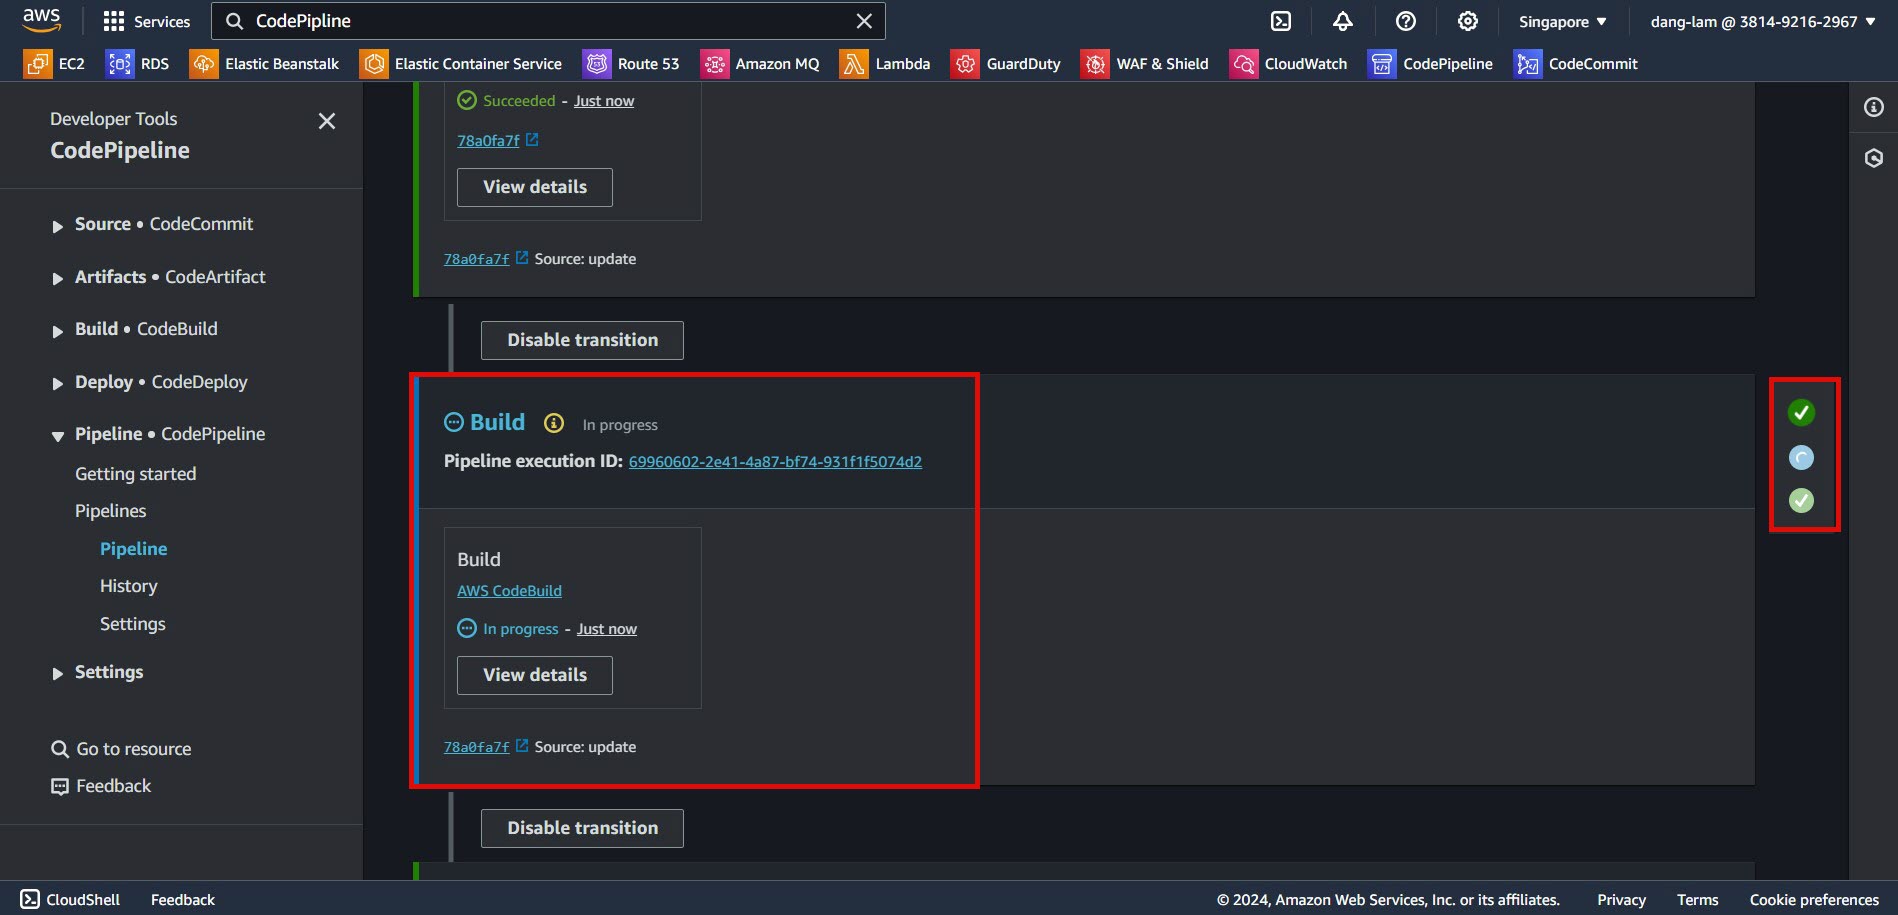 aws
Services
CodePipline
Singapore
dang-lam @ 3814-9216-2967
EC2
RDS
Elastic Beanstalk
Elastic Container Service
Route 53
Amazon MQ
Lambda
GuardDuty
WAF & Shield
CloudWatch
CodePipeline
CodeCommit
Developer Tools
CodePipeline
Source • CodeCommit
Artifacts • CodeArtifact
Build • CodeBuild
Deploy • CodeDeploy
Pipeline • CodePipeline
Getting started
Pipelines
Pipeline
History
Settings
Settings
Go to resource
Feedback
Succeeded - Just now
78a0fa7f
View details
78a0fa7f Source: update
Disable transition
Build In progress
Pipeline execution ID: 69960602-2e41-4a87-bf74-931f1f5074d2
Build
AWS CodeBuild
In progress - Just now
View details
78a0fa7f Source: update
Disable transition
CloudShell
Feedback
© 2024, Amazon Web Services, Inc. or its affiliates.
Privacy
Terms
Cookie preferences